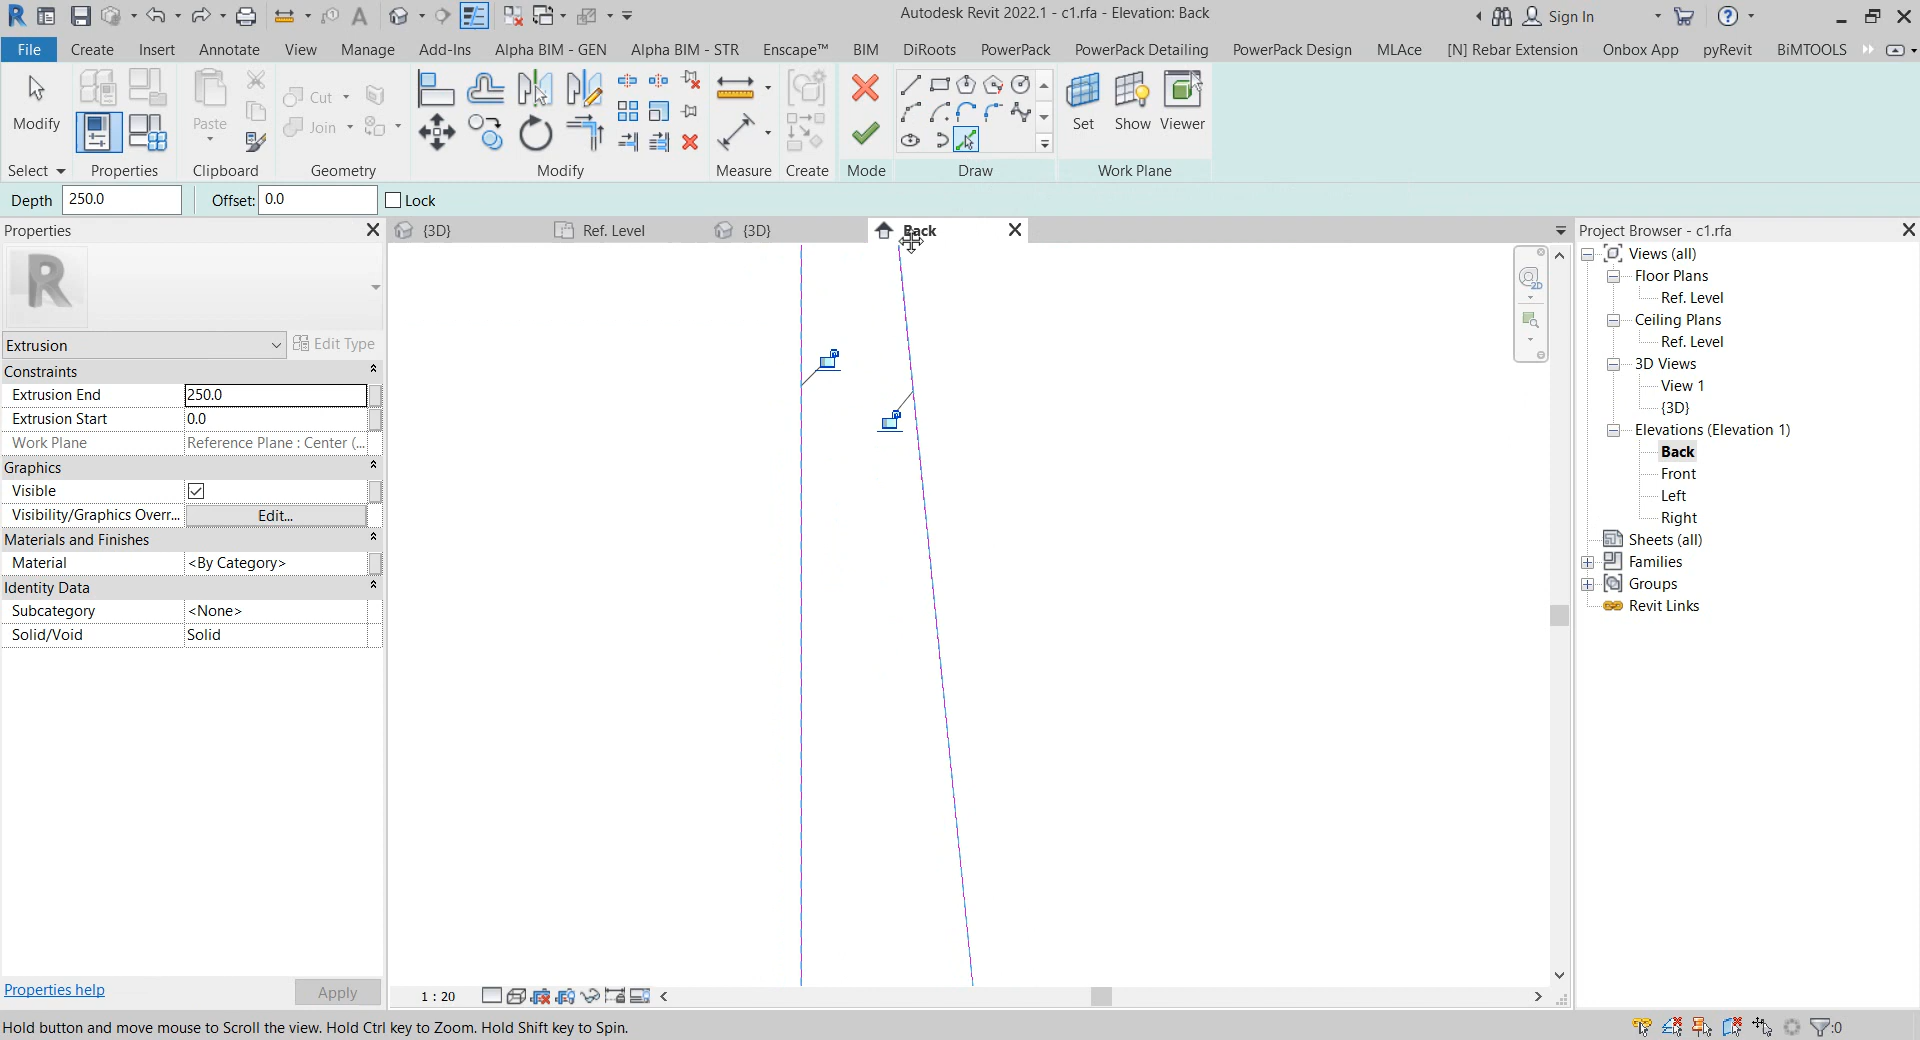 Autodesk Revit 2022.1 - c1.rfa - Elevation: Back
Sign In
File Create Insert Annotate View Manage Add-Ins Alpha BIM - GEN Alpha BIM - STR Enscape™ BIM DiRoots PowerPack PowerPack Detailing PowerPack Design MLAce [N] Rebar Extension Onbox App pyRevit BiMTOOLS
Modify
Paste
Cut
Join
Set
Show
Viewer
Select
Properties
Clipboard
Geometry
Modify
Measure
Create
Mode
Draw
Work Plane
Depth 250.0 Offset: 0.0 Lock
Properties
{3D}
Ref. Level
{3D}
Back
Project Browser - c1.rfa
Extrusion
Edit Type
Constraints
Extrusion End 250.0
Extrusion Start 0.0
Work Plane Reference Plane : Center (...
Graphics
Visible
Visibility/Graphics Overr... Edit...
Materials and Finishes
Material <By Category>
Identity Data
Subcategory <None>
Solid/Void Solid
Properties help
Apply
2D
Views (all)
Floor Plans
Ref. Level
Ceiling Plans
Ref. Level
3D Views
View 1
{3D}
Elevations (Elevation 1)
Back
Front
Left
Right
Sheets (all)
Families
Groups
Revit Links
1 : 20
Hold button and move mouse to Scroll the view. Hold Ctrl key to Zoom. Hold Shift key to Spin.
:0